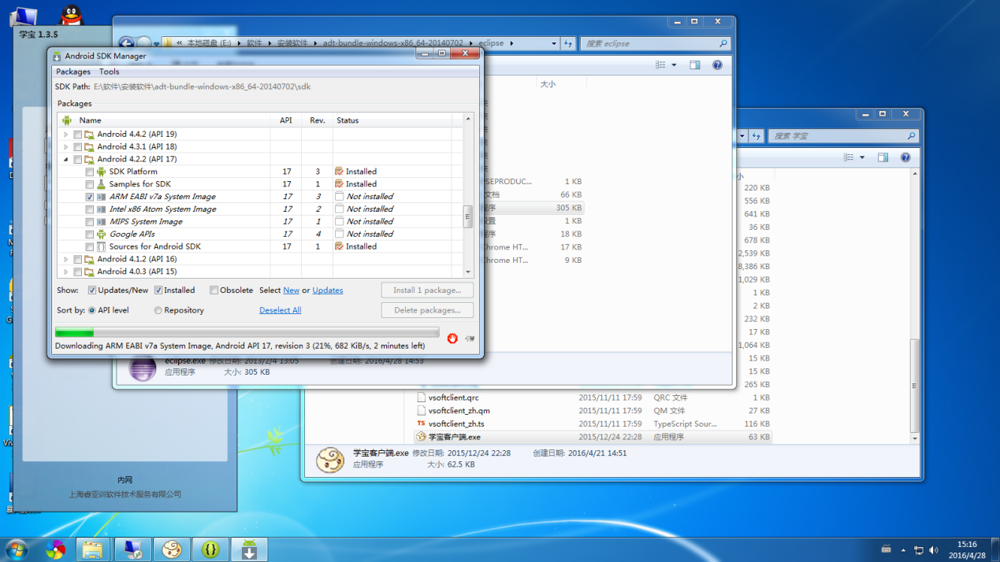 学宝 1.3.5
« 本地磁盘 (E:) ▸ 软件 ▸ 安装软件 ▸ adt-bundle-windows-x86_64-20140702 ▸ eclipse ▸
搜索 eclipse
Android SDK Manager
Packages Tools
SDK Path: E:\软件\安装软件\adt-bundle-windows-x86_64-20140702\sdk
Packages
Name API Rev. Status
Android 4.4.2 (API 19)
Android 4.3.1 (API 18)
Android 4.2.2 (API 17)
SDK Platform 17 3 Installed
Samples for SDK 17 1 Installed
ARM EABI v7a System Image 17 3 Not installed
Intel x86 Atom System Image 17 2 Not installed
MIPS System Image 17 1 Not installed
Google APIs 17 4 Not installed
Sources for Android SDK 17 1 Installed
Android 4.1.2 (API 16)
Android 4.0.3 (API 15)
Show: Updates/New Installed Obsolete Select New or Updates Install 1 package...
Sort by: API level Repository Deselect All Delete packages...
Downloading ARM EABI v7a System Image, Android API 17, revision 3 (21%, 682 KiB/s, 2 minutes left)
大小
SEPRODUC... 1 KB
文档 66 KB
程序 305 KB
设置 1 KB
程序 18 KB
Chrome HT... 17 KB
Chrome HT... 9 KB
eclipse.exe 修改日期: 2013/2/4 13:05 创建日期: 2016/4/28 14:53
应用程序 大小: 305 KB
搜索 学宝
小
220 KB
556 KB
641 KB
36 KB
678 KB
2,539 KB
8,386 KB
1,029 KB
1 KB
2 KB
232 KB
17 KB
1,064 KB
15 KB
15 KB
265 KB
vsoftclient.qrc 2015/11/11 17:59 QRC 文件 1 KB
vsoftclient_zh.qm 2015/11/11 17:59 QM 文件 27 KB
TS vsoftclient_zh.ts 2015/11/11 17:59 TypeScript Sour... 116 KB
学宝客户端.exe 2015/12/24 22:28 应用程序 63 KB
学宝客户端.exe 修改日期: 2015/12/24 22:28 创建日期: 2016/4/21 14:51
应用程序 大小: 62.5 KB
内网
上海睿亚训软件技术服务有限公司
15:16
2016/4/28